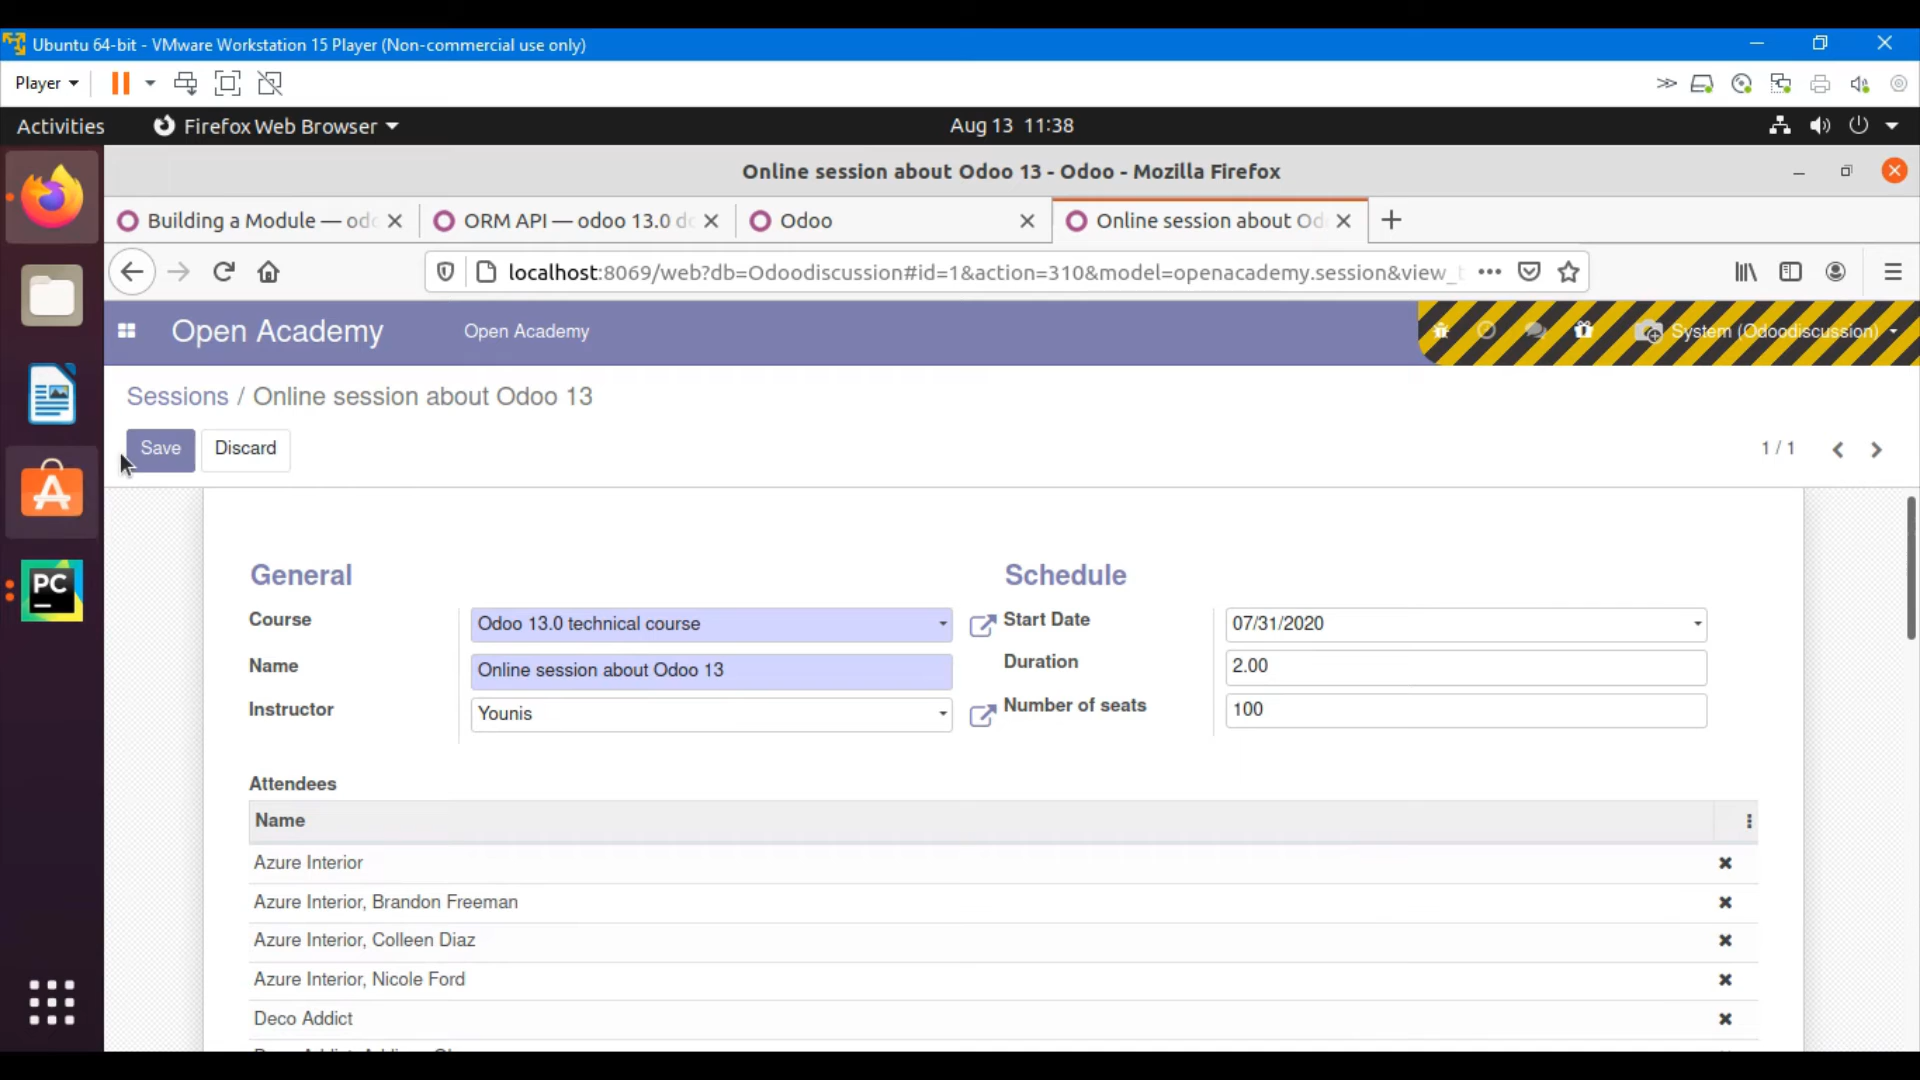 Ubuntu 64-bit - VMware Workstation 15 Player (Non-commercial use only)
Player
Activities
Firefox Web Browser
Aug 13 11:38
Online session about Odoo 13 - Odoo - Mozilla Firefox
Building a Module — od
ORM API — odoo 13.0 d
Odoo
Online session about Od
localhost:8069/web?db=Odoodiscussion#id=1&action=310&model=openacademy.session&view_
Open Academy
Open Academy
System (Odoodiscussion)
Sessions / Online session about Odoo 13
Save
Discard
1 / 1
General
Schedule
Course
Odoo 13.0 technical course
Start Date
07/31/2020
Name
Online session about Odoo 13
Duration
2.00
Instructor
Younis
Number of seats
100
Attendees
Name
Azure Interior
Azure Interior, Brandon Freeman
Azure Interior, Colleen Diaz
Azure Interior, Nicole Ford
Deco Addict
PC